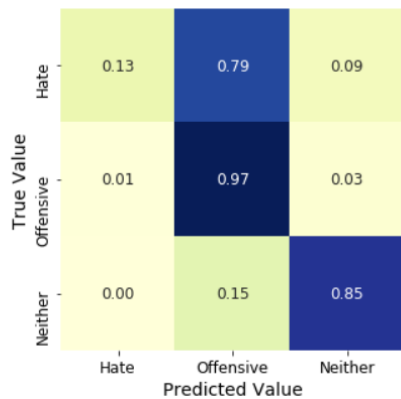 True Value
Hate
0.13 0.79 0.09
Offensive
0.01 0.97 0.03
Neither
0.00 0.15 0.85
Hate Offensive Neither
Predicted Value